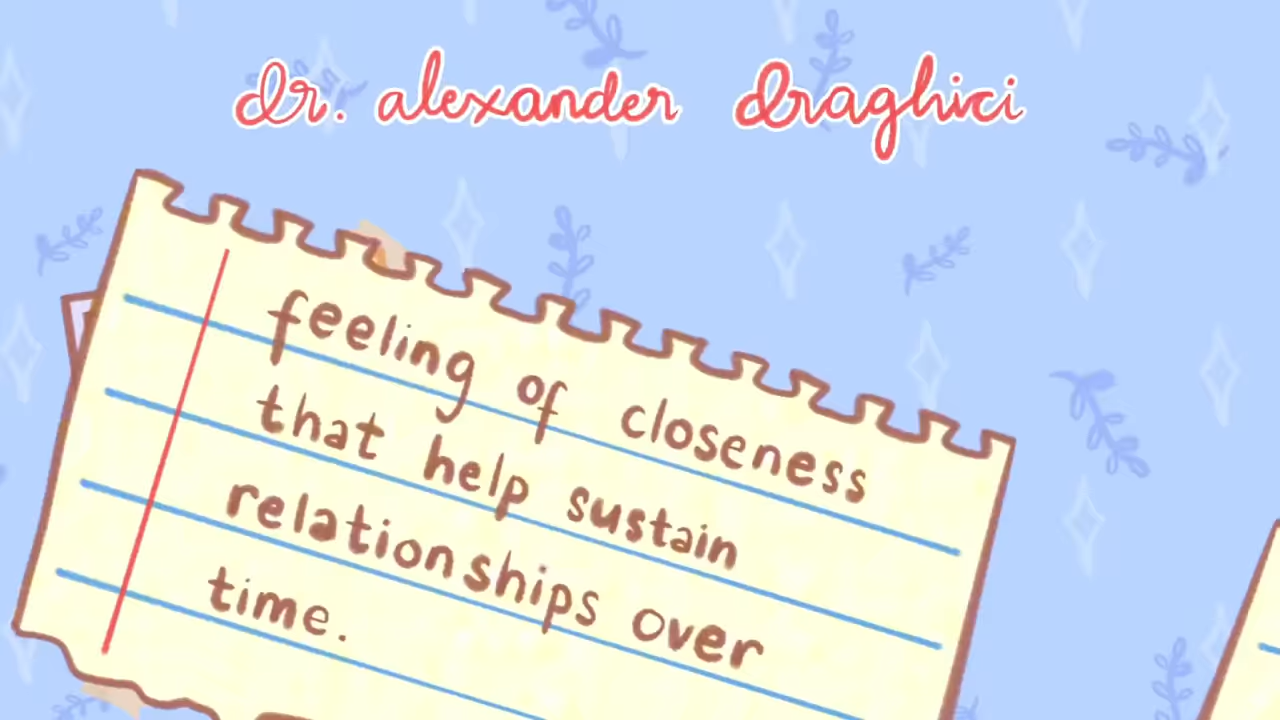 dr. alexander draghici
feeling of closeness
that help sustain
relationships over
time.